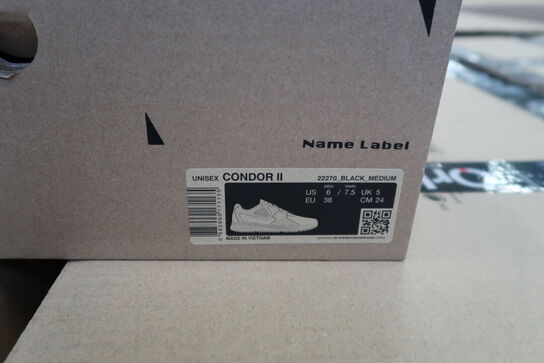 Name Label
UNISEX CONDOR II 22270_BLACK_MEDIUM
MEN WMN
US 6 / 7.5 UK 5
EU 38 CM 24
MADE IN VIETNAM